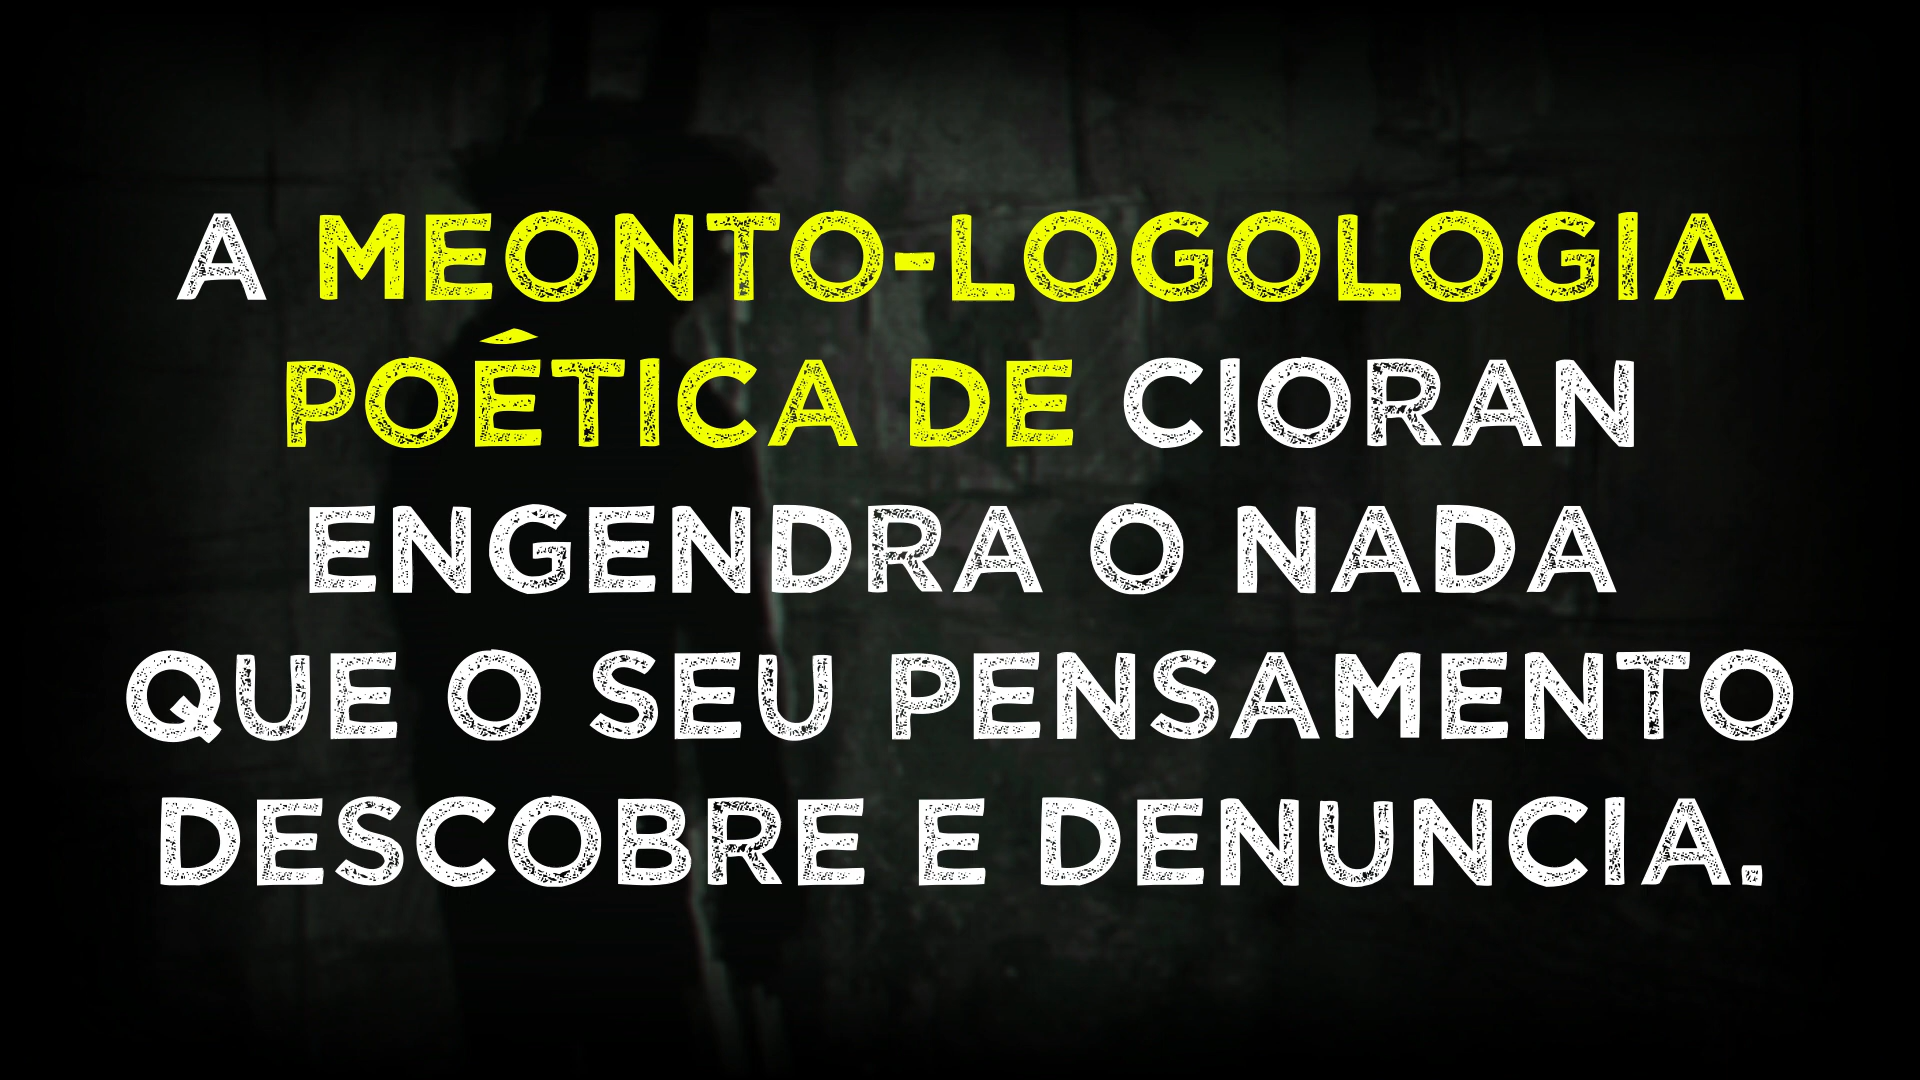 A MEONTO-LOGOLOGIA
POÉTICA DE CIORAN
ENGENDRA O NADA
QUE O SEU PENSAMENTO
DESCOBRE E DENUNCIA.